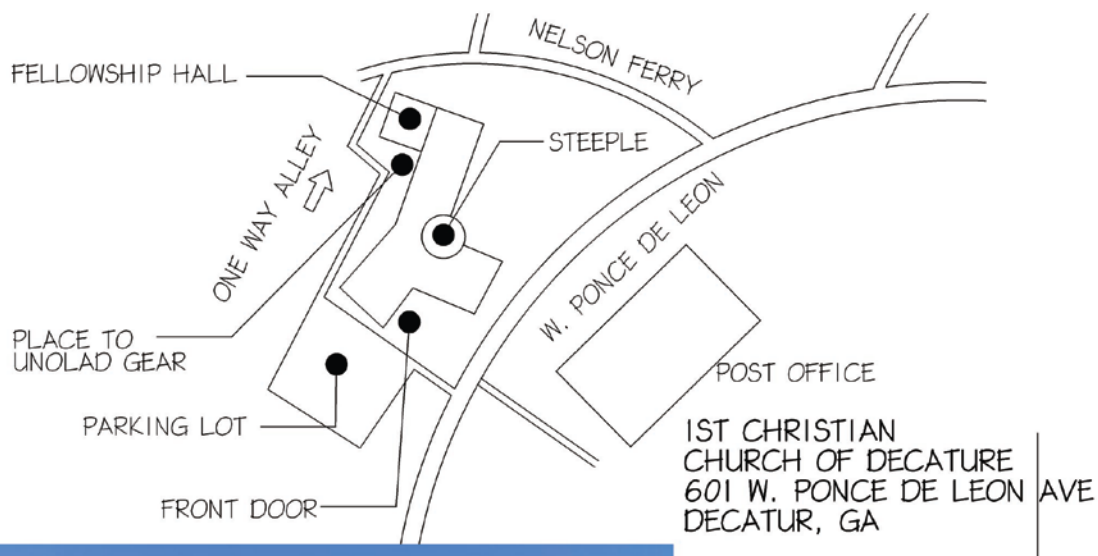 NELSON FERRY
FELLOWSHIP HALL
STEEPLE
ONE WAY ALLEY
W. PONCE DE LEON
PLACE TO
UNOLAD GEAR
POST OFFICE
PARKING LOT
FRONT DOOR
1ST CHRISTIAN
CHURCH OF DECATURE
601 W. PONCE DE LEON AVE
DECATUR, GA